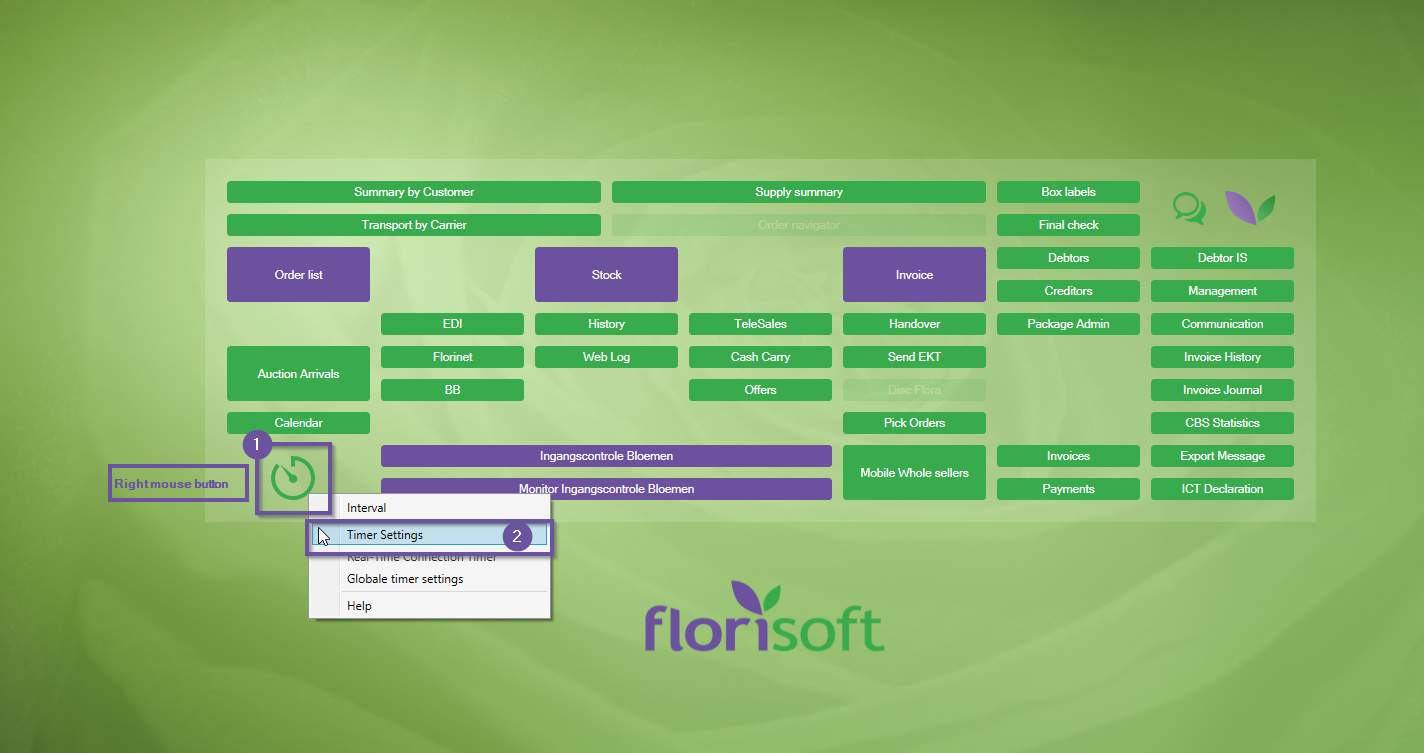 Summary by Customer
Supply summary
Box labels
Transport by Carrier
Order navigator
Final check
Order list
Stock
Invoice
Debtors
Debtor IS
Creditors
Management
EDI
History
TeleSales
Handover
Package Admin
Communication
Auction Arrivals
Florinet
Web Log
Cash Carry
Send EKT
Invoice History
BB
Offers
Disc Flora
Invoice Journal
Calendar
Pick Orders
CBS Statistics
1
Ingangscontrole Bloemen
Mobile Whole sellers
Invoices
Export Message
Right mouse button
Monitor Ingangscontrole Bloemen
Payments
ICT Declaration
Interval
Timer Settings
2
Real-Time Connection Timer
Globale timer settings
Help
florisoft